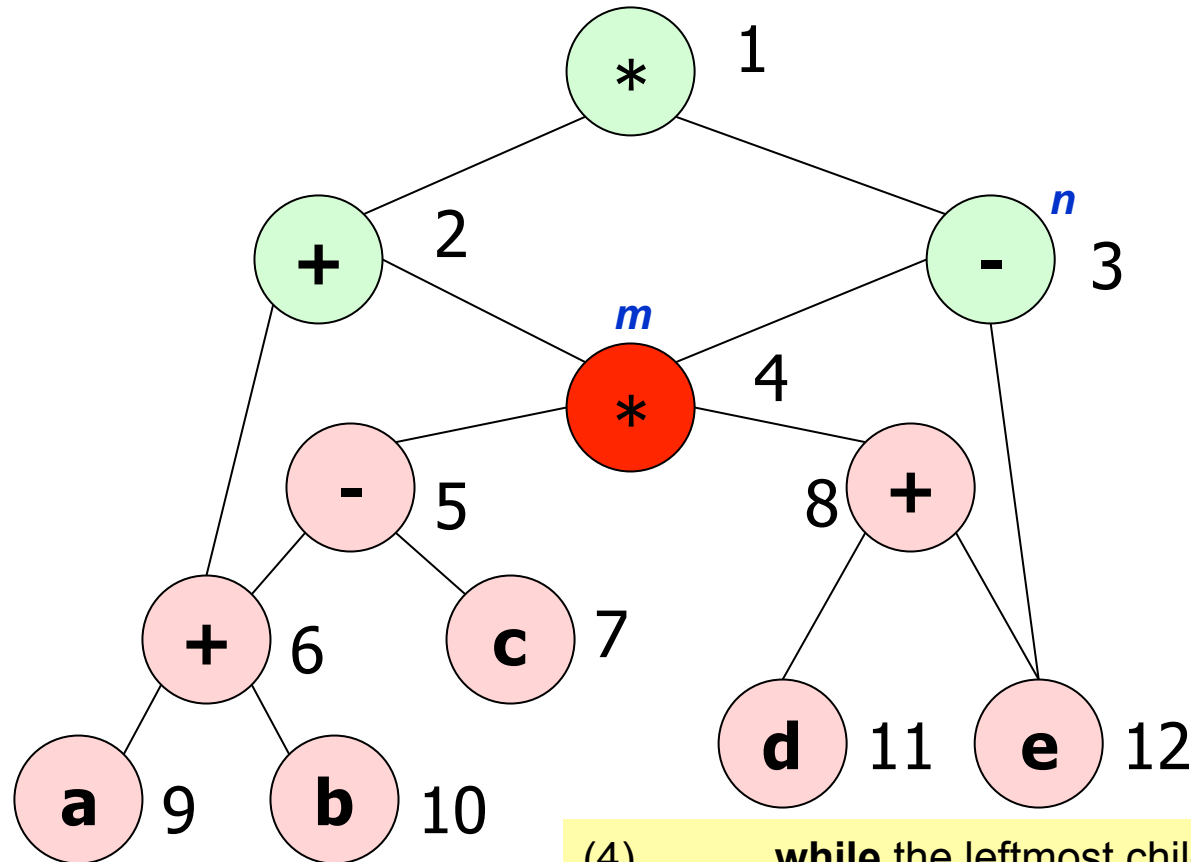 * 1
n
+ 2 - 3
m
* 4
- 5 8 +
+ 6 c 7
d 11 e 12
a 9 b 10
(4) while the leftmost chil